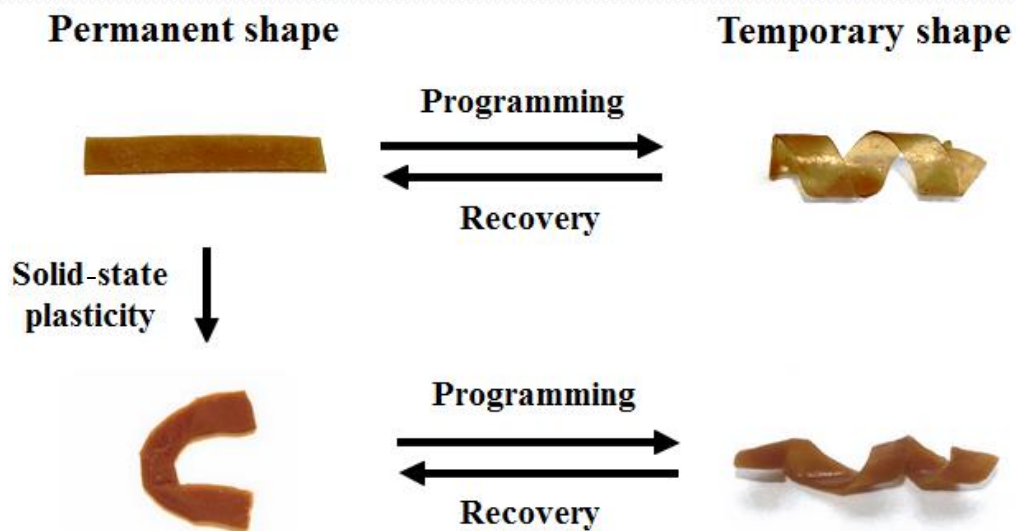 Permanent shape
Temporary shape
Programming
Recovery
Solid-state
plasticity
Programming
Recovery